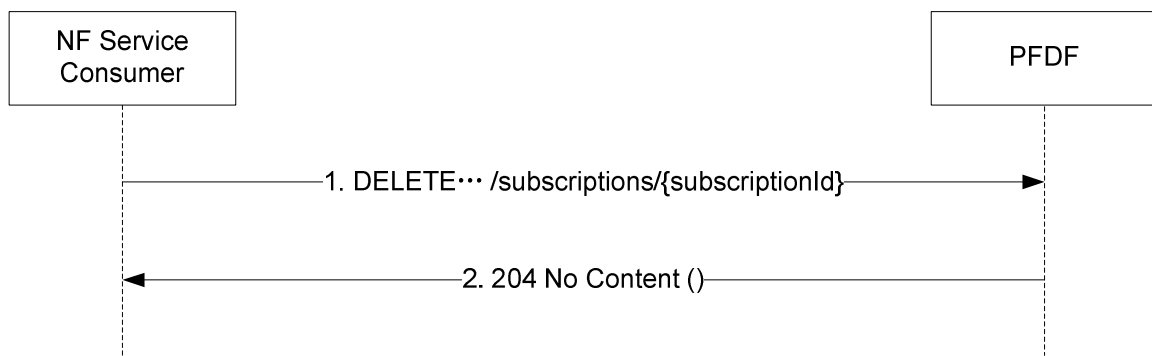 NF Service
Consumer
PFDF
1. DELETE⋯ /subscriptions/{subscriptionId}
2. 204 No Content ()